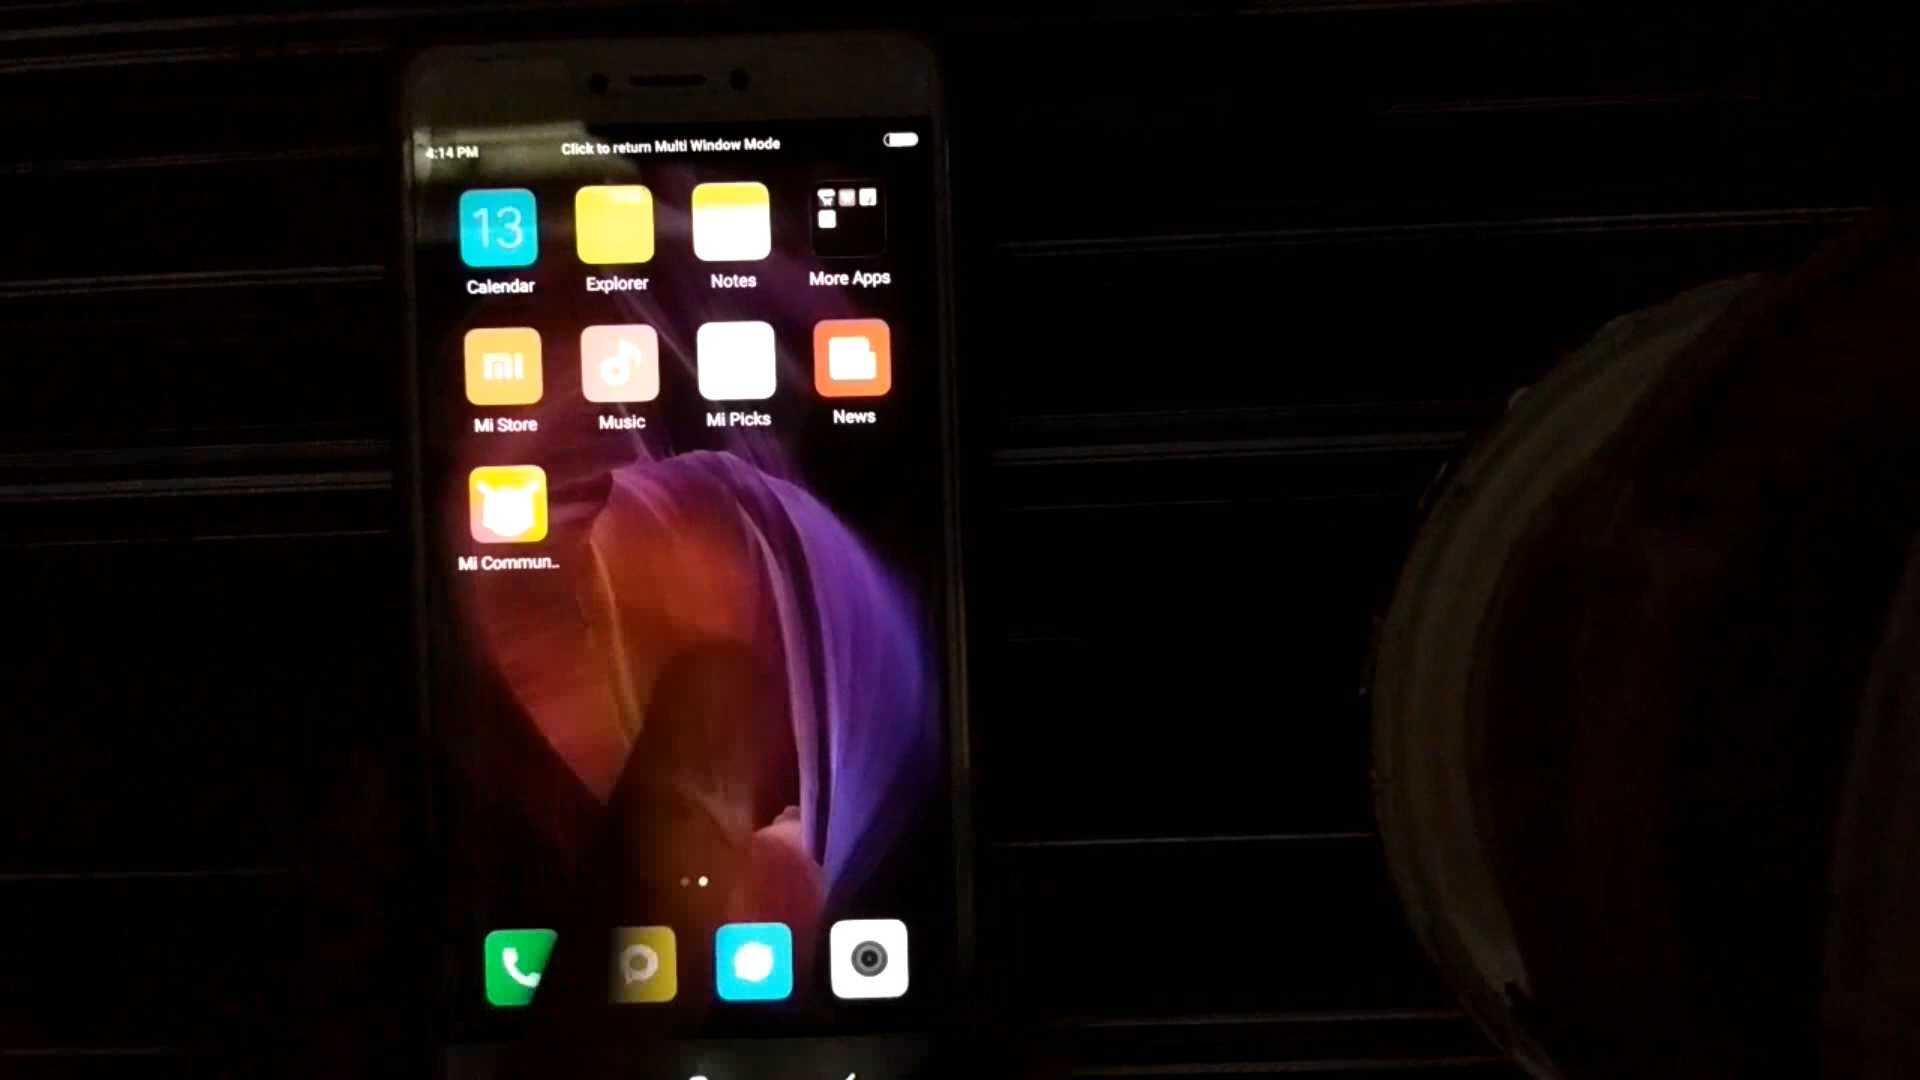 4:14 PM Click to return Multi Window Mode
13
Calendar Explorer Notes More Apps
mi
Mi Store Music Mi Picks News
Mi Commun..